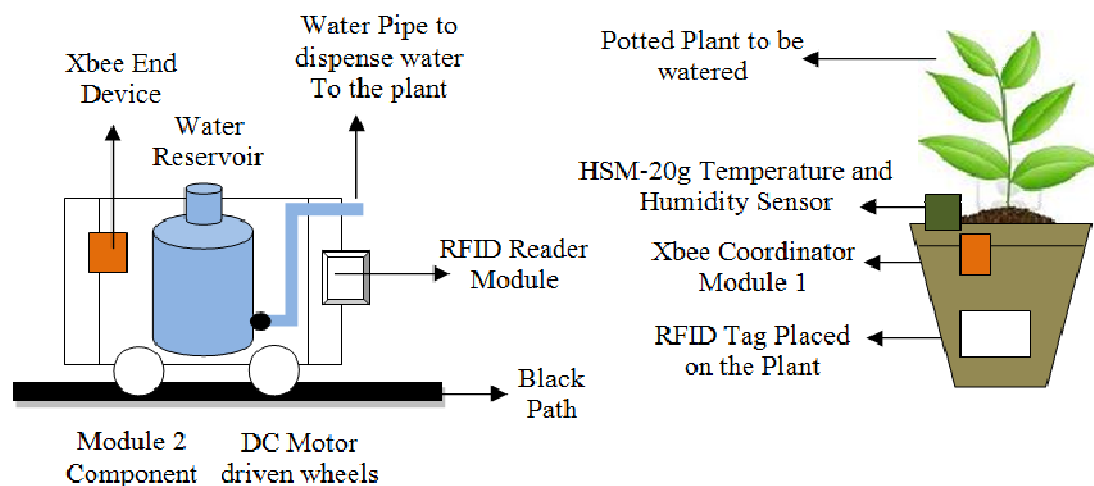 Water Pipe to
dispense water
To the plant
Xbee End
Device
Water
Reservoir
RFID Reader
Module
Black
Path
Module 2
Component
DC Motor
driven wheels
Potted Plant to be
watered
HSM-20g Temperature and
Humidity Sensor
Xbee Coordinator
Module 1
RFID Tag Placed
on the Plant